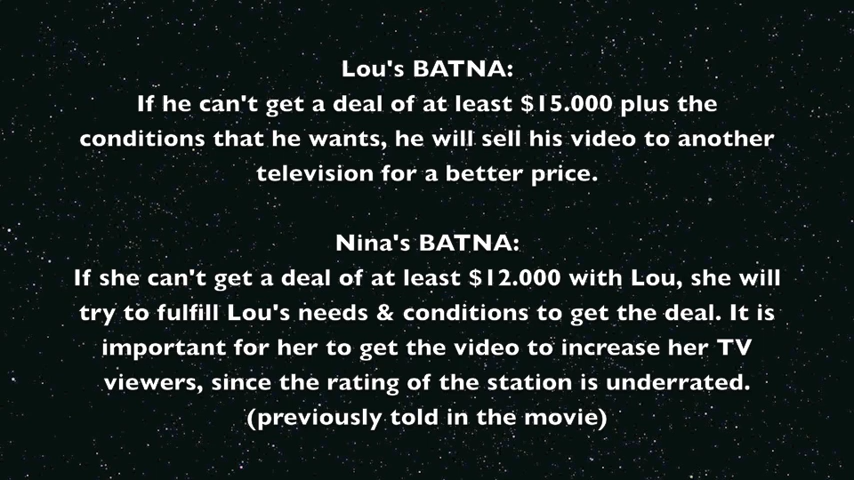 Lou's BATNA:
If he can't get a deal of at least $15.000 plus the
conditions that he wants, he will sell his video to another
television for a better price.
Nina's BATNA:
If she can't get a deal of at least $12.000 with Lou, she will
try to fulfill Lou's needs & conditions to get the deal. It is
important for her to get the video to increase her TV
viewers, since the rating of the station is underrated.
(previously told in the movie)